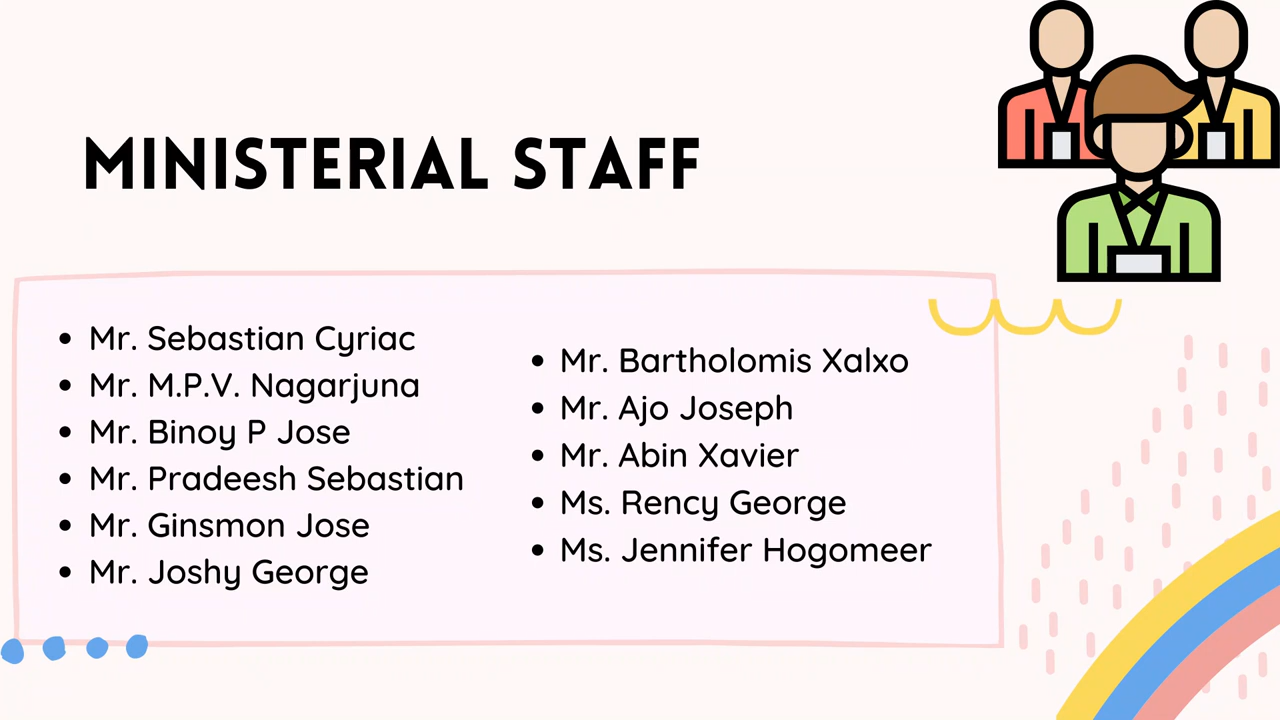 MINISTERIAL STAFF
• Mr. Sebastian Cyriac
• Mr. M.P.V. Nagarjuna
• Mr. Binoy P Jose
• Mr. Pradeesh Sebastian
• Mr. Ginsmon Jose
• Mr. Joshy George
• Mr. Bartholomis Xalxo
• Mr. Ajo Joseph
• Mr. Abin Xavier
• Ms. Rency George
• Ms. Jennifer Hogomeer